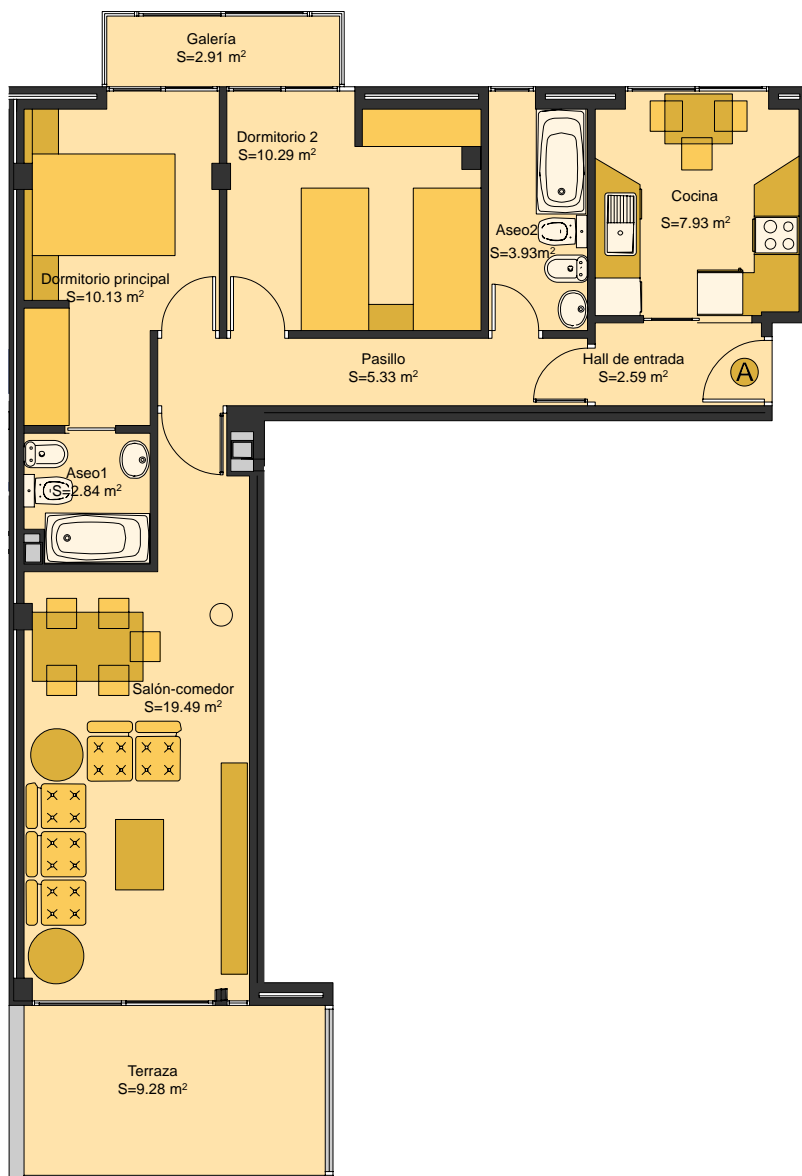 Galería
S=2.91 m²
Dormitorio 2
S=10.29 m²
Cocina
S=7.93 m²
Aseo2
S=3.93m²
Dormitorio principal
S=10.13 m²
Pasillo
S=5.33 m²
Hall de entrada
S=2.59 m²
A
Aseo1
S=2.84 m²
Salón-comedor
S=19.49 m²
Terraza
S=9.28 m²